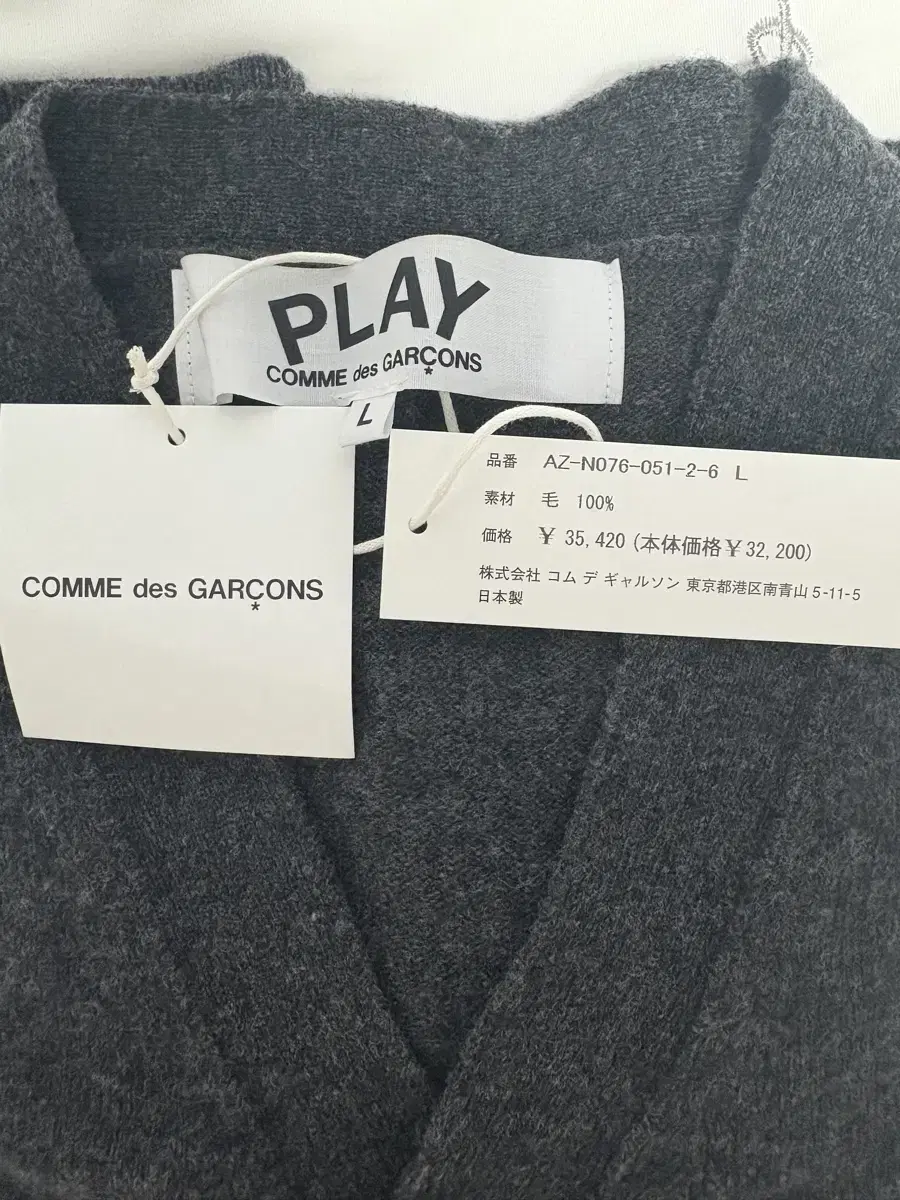 PLAY
COMME des GARÇONS
*
L
COMME des GARÇONS
*
品番 AZ-N076-051-2-6 L
素材 毛 100%
価格 ¥ 35,420 (本体価格¥32,200)
株式会社 コム デ ギャルソン 東京都港区南青山5-11-5
日本製